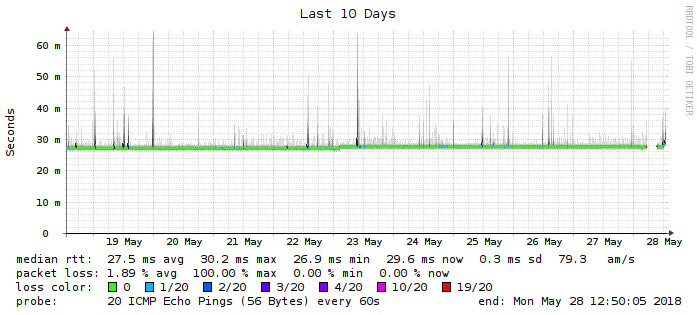 Last 10 Days
RRDTOOL / TOBI OETIKER
Seconds
60 m
50 m
40 m
30 m
20 m
10 m
0
19 May 20 May 21 May 22 May 23 May 24 May 25 May 26 May 27 May 28 May
median rtt: 27.5 ms avg 30.2 ms max 26.9 ms min 29.6 ms now 0.3 ms sd 79.3 am/s
packet loss: 1.89 % avg 100.00 % max 0.00 % min 0.00 % now
loss color: 0 1/20 2/20 3/20 4/20 10/20 19/20
probe: 20 ICMP Echo Pings (56 Bytes) every 60s end: Mon May 28 12:50:05 2018